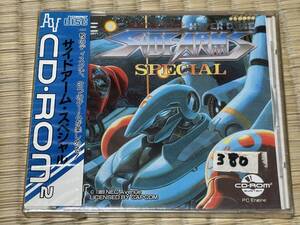 CD-ROM2
サイドアーム・スペシャル
SIDE ARMS
SPECIAL
380
© 1989 NEC Avenue
LICENSED BY CAPCOM
CD-ROM2
PC Engine